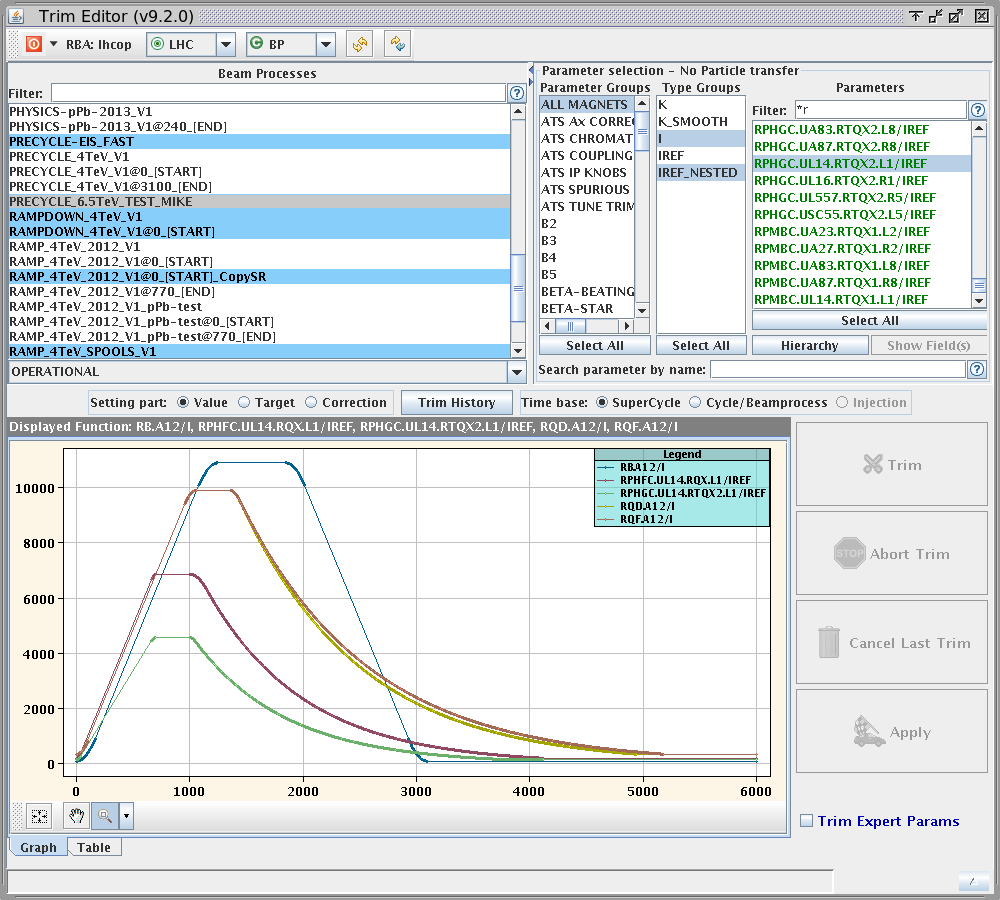 Trim Editor (v9.2.0)
RBA: lhcop
LHC
BP
Beam Processes
Filter:
PHYSICS-pPb-2013_V1
PHYSICS-pPb-2013_V1@240_[END]
PRECYCLE-EIS_FAST
PRECYCLE_4TeV_V1
PRECYCLE_4TeV_V1@0_[START]
PRECYCLE_4TeV_V1@3100_[END]
PRECYCLE_6.5TeV_TEST_MIKE
RAMPDOWN_4TeV_V1
RAMPDOWN_4TeV_V1@0_[START]
RAMP_4TeV_2012_V1
RAMP_4TeV_2012_V1@0_[START]
RAMP_4TeV_2012_V1@0_[START]_CopySR
RAMP_4TeV_2012_V1@770_[END]
RAMP_4TeV_2012_V1_pPb-test
RAMP_4TeV_2012_V1_pPb-test@0_[START]
RAMP_4TeV_2012_V1_pPb-test@770_[END]
RAMP_4TeV_SPOOLS_V1
OPERATIONAL
Parameter selection - No Particle transfer
Parameter Groups
ALL MAGNETS
ATS Ax CORREC
ATS CHROMAT
ATS COUPLING
ATS IP KNOBS
ATS SPURIOUS
ATS TUNE TRIM
B2
B3
B4
B5
BETA-BEATING
BETA-STAR
Select All
Type Groups
K
K_SMOOTH
I
IREF
IREF_NESTED
Select All
Parameters
Filter: *r
RPHGC.UA83.RTQX2.L8/IREF
RPHGC.UA87.RTQX2.R8/IREF
RPHGC.UL14.RTQX2.L1/IREF
RPHGC.UL16.RTQX2.R1/IREF
RPHGC.UL557.RTQX2.R5/IREF
RPHGC.USC55.RTQX2.L5/IREF
RPMBC.UA23.RTQX1.L2/IREF
RPMBC.UA27.RTQX1.R2/IREF
RPMBC.UA83.RTQX1.L8/IREF
RPMBC.UA87.RTQX1.R8/IREF
RPMBC.UL14.RTQX1.L1/IREF
Select All
Hierarchy
Show Field(s)
Search parameter by name:
Setting part: Value Target Correction
Trim History
Time base: SuperCycle Cycle/Beamprocess Injection
Displayed Function: RB.A12/I, RPHFC.UL14.RQX.L1/IREF, RPHGC.UL14.RTQX2.L1/IREF, RQD.A12/I, RQF.A12/I
Legend
RB.A12/I
RPHFC.UL14.RQX.L1/IREF
RPHGC.UL14.RTQX2.L1/IREF
RQD.A12/I
RQF.A12/I
10000
8000
6000
4000
2000
0
0 1000 2000 3000 4000 5000 6000
Graph
Table
Trim
STOP Abort Trim
Cancel Last Trim
Apply
Trim Expert Params